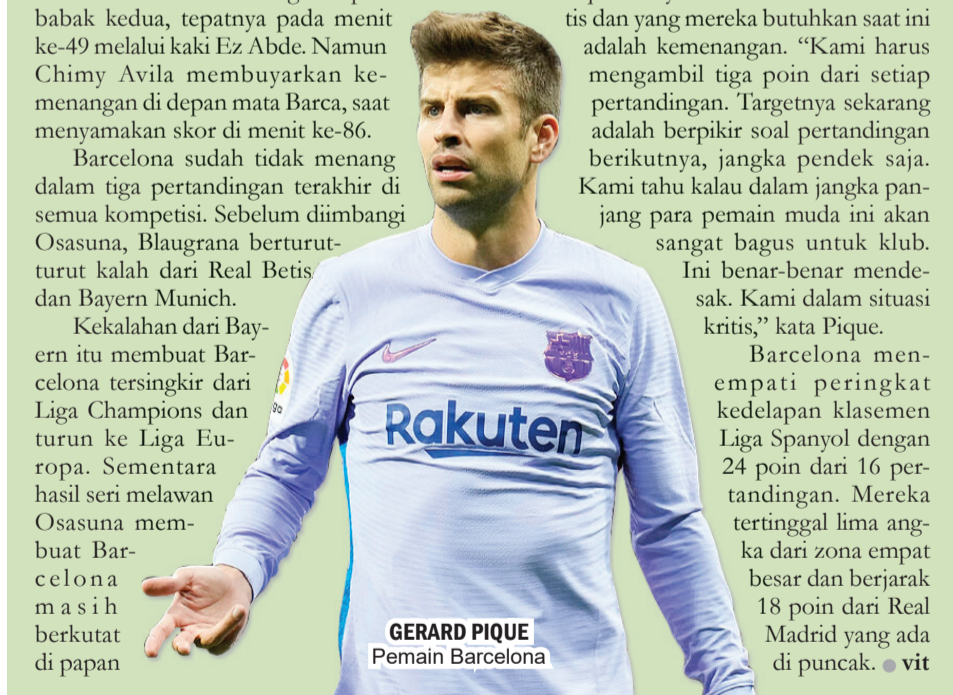 babak kedua, tepatnya pada menit
ke-49 melalui kaki Ez Abde. Namun
Chimy Avila membuyarkan ke-
menangan di depan mata Barca, saat
menyamakan skor di menit ke-86.
Barcelona sudah tidak menang
dalam tiga pertandingan terakhir di
semua kompetisi. Sebelum diimbangi
Osasuna, Blaugrana berturut-
turut kalah dari Real Betis
dan Bayern Munich.
Kekalahan dari Bay-
ern itu membuat Bar-
celona tersingkir dari
Liga Champions dan
turun ke Liga Eu-
ropa. Sementara
hasil seri melawan
Osasuna mem-
buat Bar-
celona
masih
berkutat
di papan
tis dan yang mereka butuhkan saat ini
adalah kemenangan. “Kami harus
mengambil tiga poin dari setiap
pertandingan. Targetnya sekarang
adalah berpikir soal pertandingan
berikutnya, jangka pendek saja.
Kami tahu kalau dalam jangka pan-
jang para pemain muda ini akan
sangat bagus untuk klub.
Ini benar-benar mende-
sak. Kami dalam situasi
kritis,” kata Pique.
Barcelona men-
empati peringkat
kedelapan klasemen
Liga Spanyol dengan
24 poin dari 16 per-
tandingan. Mereka
tertinggal lima ang-
ka dari zona empat
besar dan berjarak
18 poin dari Real
Madrid yang ada
di puncak. ● vit
Rakuten
GERARD PIQUE
Pemain Barcelona